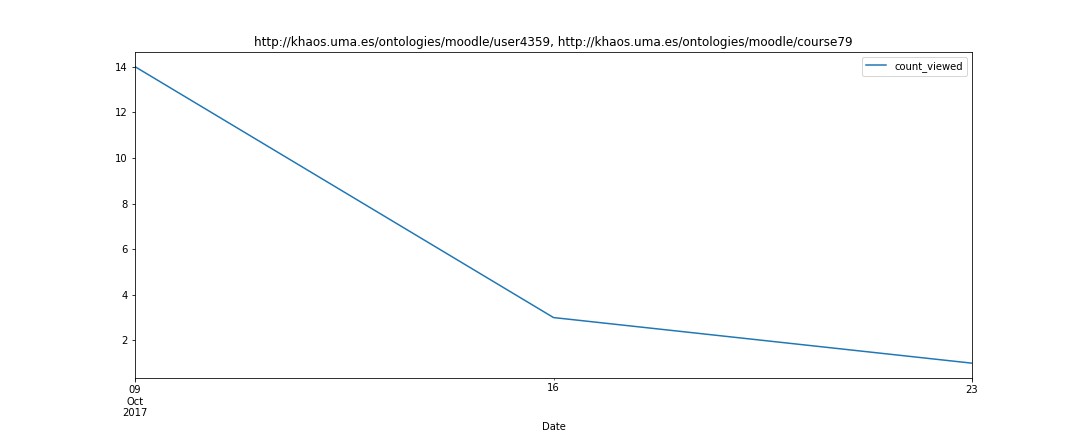 http://khaos.uma.es/ontologies/moodle/user4359, http://khaos.uma.es/ontologies/moodle/course79
count_viewed
14
12
10
8
6
4
2
09
Oct
2017
16
23
Date